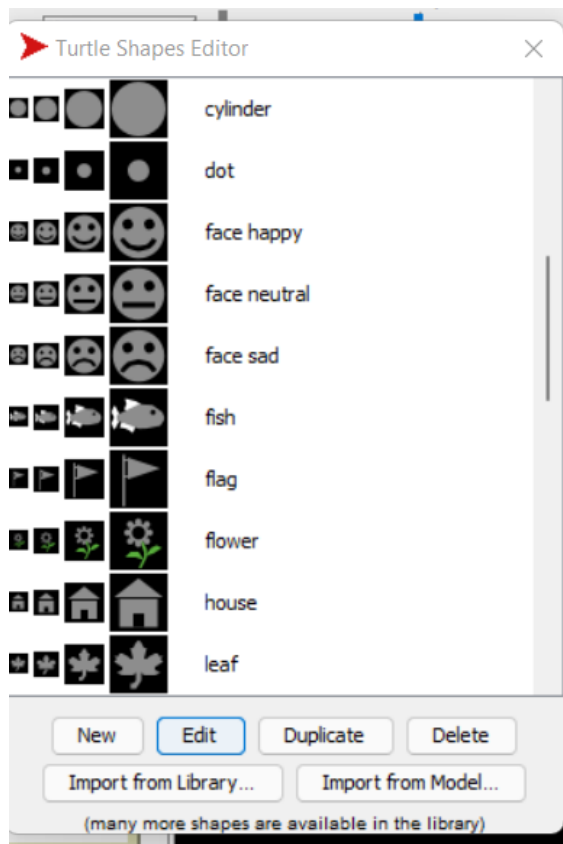 Turtle Shapes Editor
cylinder
dot
face happy
face neutral
face sad
fish
flag
flower
house
leaf
New Edit Duplicate Delete
Import from Library... Import from Model...
(many more shapes are available in the library)